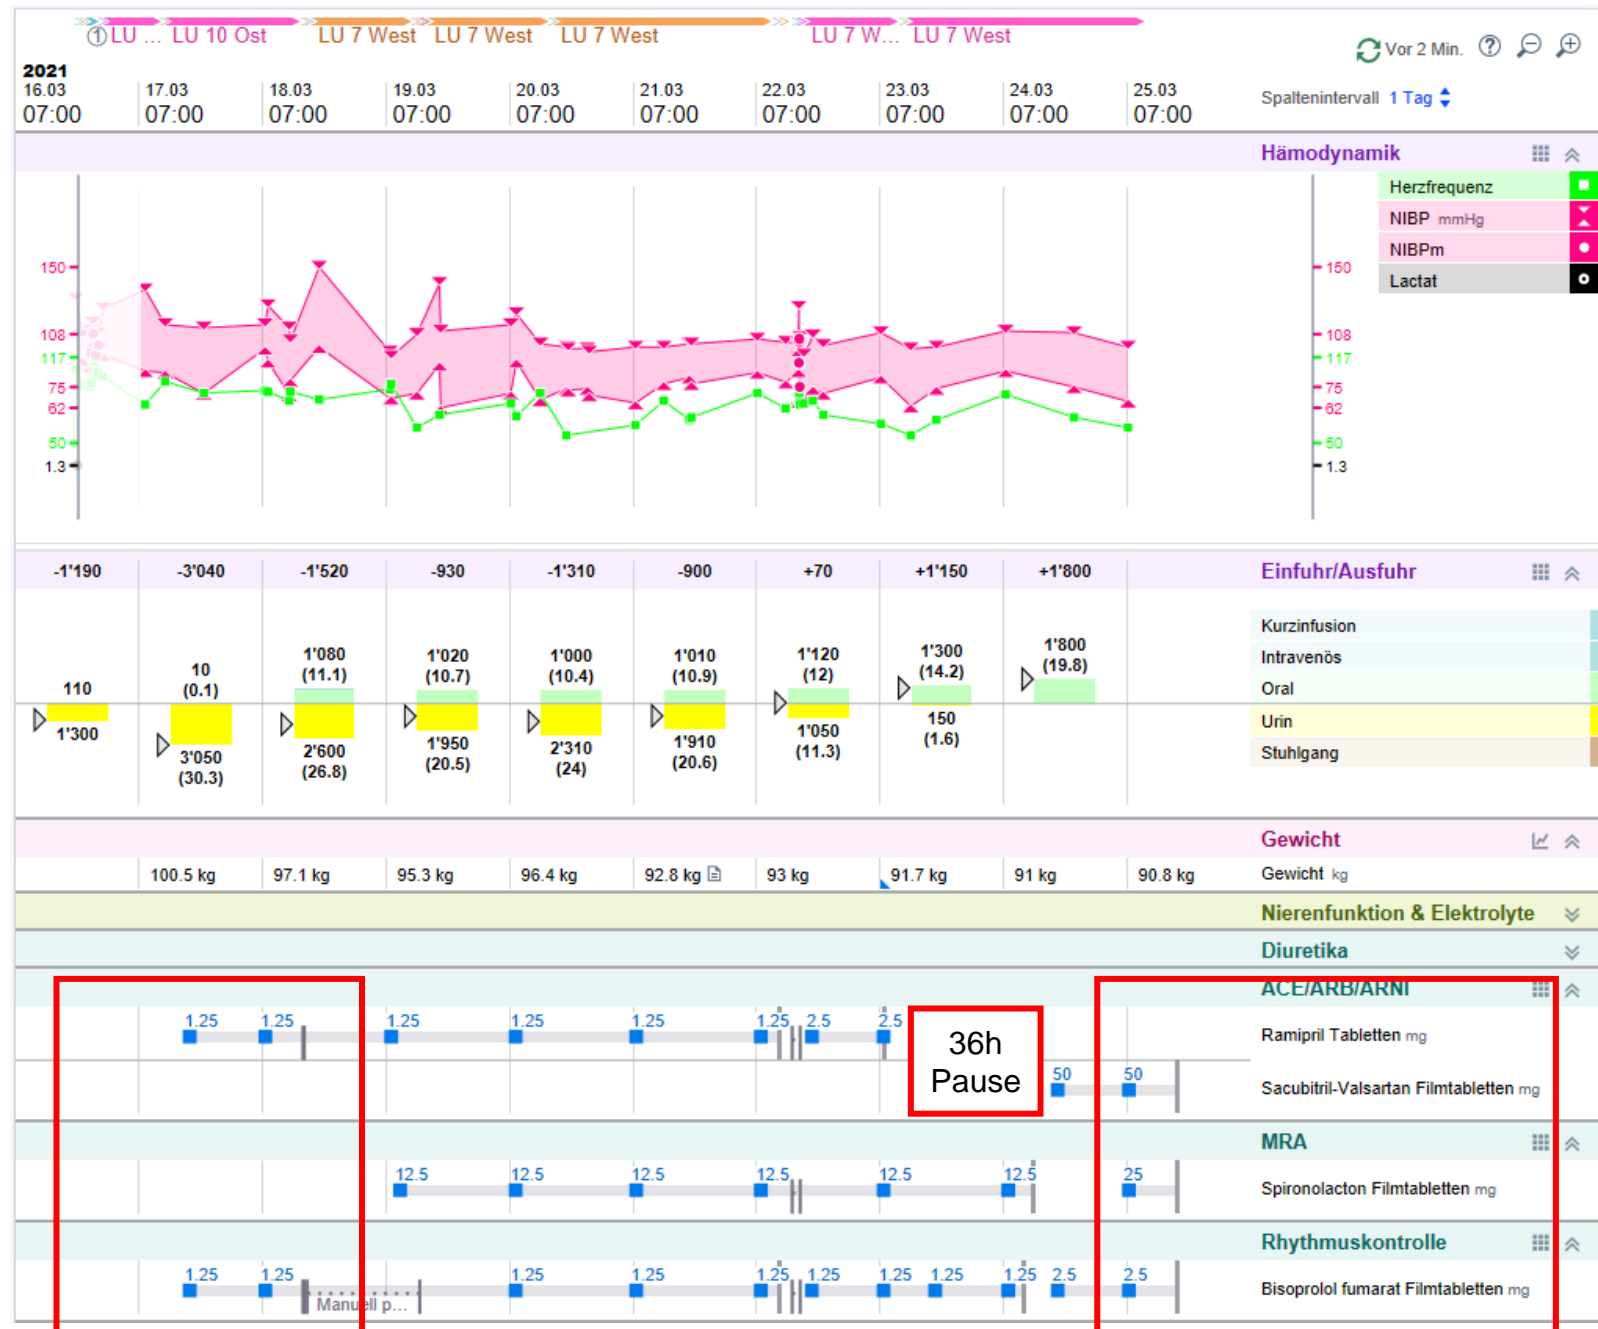 ① LU ... LU 10 Ost LU 7 West LU 7 West LU 7 West LU 7 W... LU 7 West
Vor 2 Min.
2021
16.03 17.03 18.03 19.03 20.03 21.03 22.03 23.03 24.03 25.03
07:00 07:00 07:00 07:00 07:00 07:00 07:00 07:00 07:00 07:00
Spaltenintervall 1 Tag
Hämodynamik
Herzfrequenz
NIBP mmHg
NIBPm
Lactat
150 150
108 108
117 117
75 75
62 62
50 50
1.3 1.3
-1'190 -3'040 -1'520 -930 -1'310 -900 +70 +1'150 +1'800 Einfuhr/Ausfuhr
Kurzinfusion
Intravenös
Oral
Urin
Stuhlgang
110 10 1'080 1'020 1'000 1'010 1'120 1'300 1'800
(0.1) (11.1) (10.7) (10.4) (10.9) (12) (14.2) (19.8)
1'300 3'050 2'600 1'950 2'310 1'910 1'050 150
(30.3) (26.8) (20.5) (24) (20.6) (11.3) (1.6)
Gewicht
100.5 kg 97.1 kg 95.3 kg 96.4 kg 92.8 kg 93 kg 91.7 kg 91 kg 90.8 kg Gewicht kg
Nierenfunktion & Elektrolyte
Diuretika
ACE/ARB/ARNI
1.25 1.25 1.25 1.25 1.25 1.25 2.5 2.5 Ramipril Tabletten mg
36h
Pause
50 50 Sacubitril-Valsartan Filmtabletten mg
MRA
12.5 12.5 12.5 12.5 12.5 12.5 25 Spironolacton Filmtabletten mg
Rhythmuskontrolle
1.25 1.25 1.25 1.25 1.25 1.25 1.25 1.25 1.25 2.5 2.5 Bisoprolol fumarat Filmtabletten mg
Manuell p...